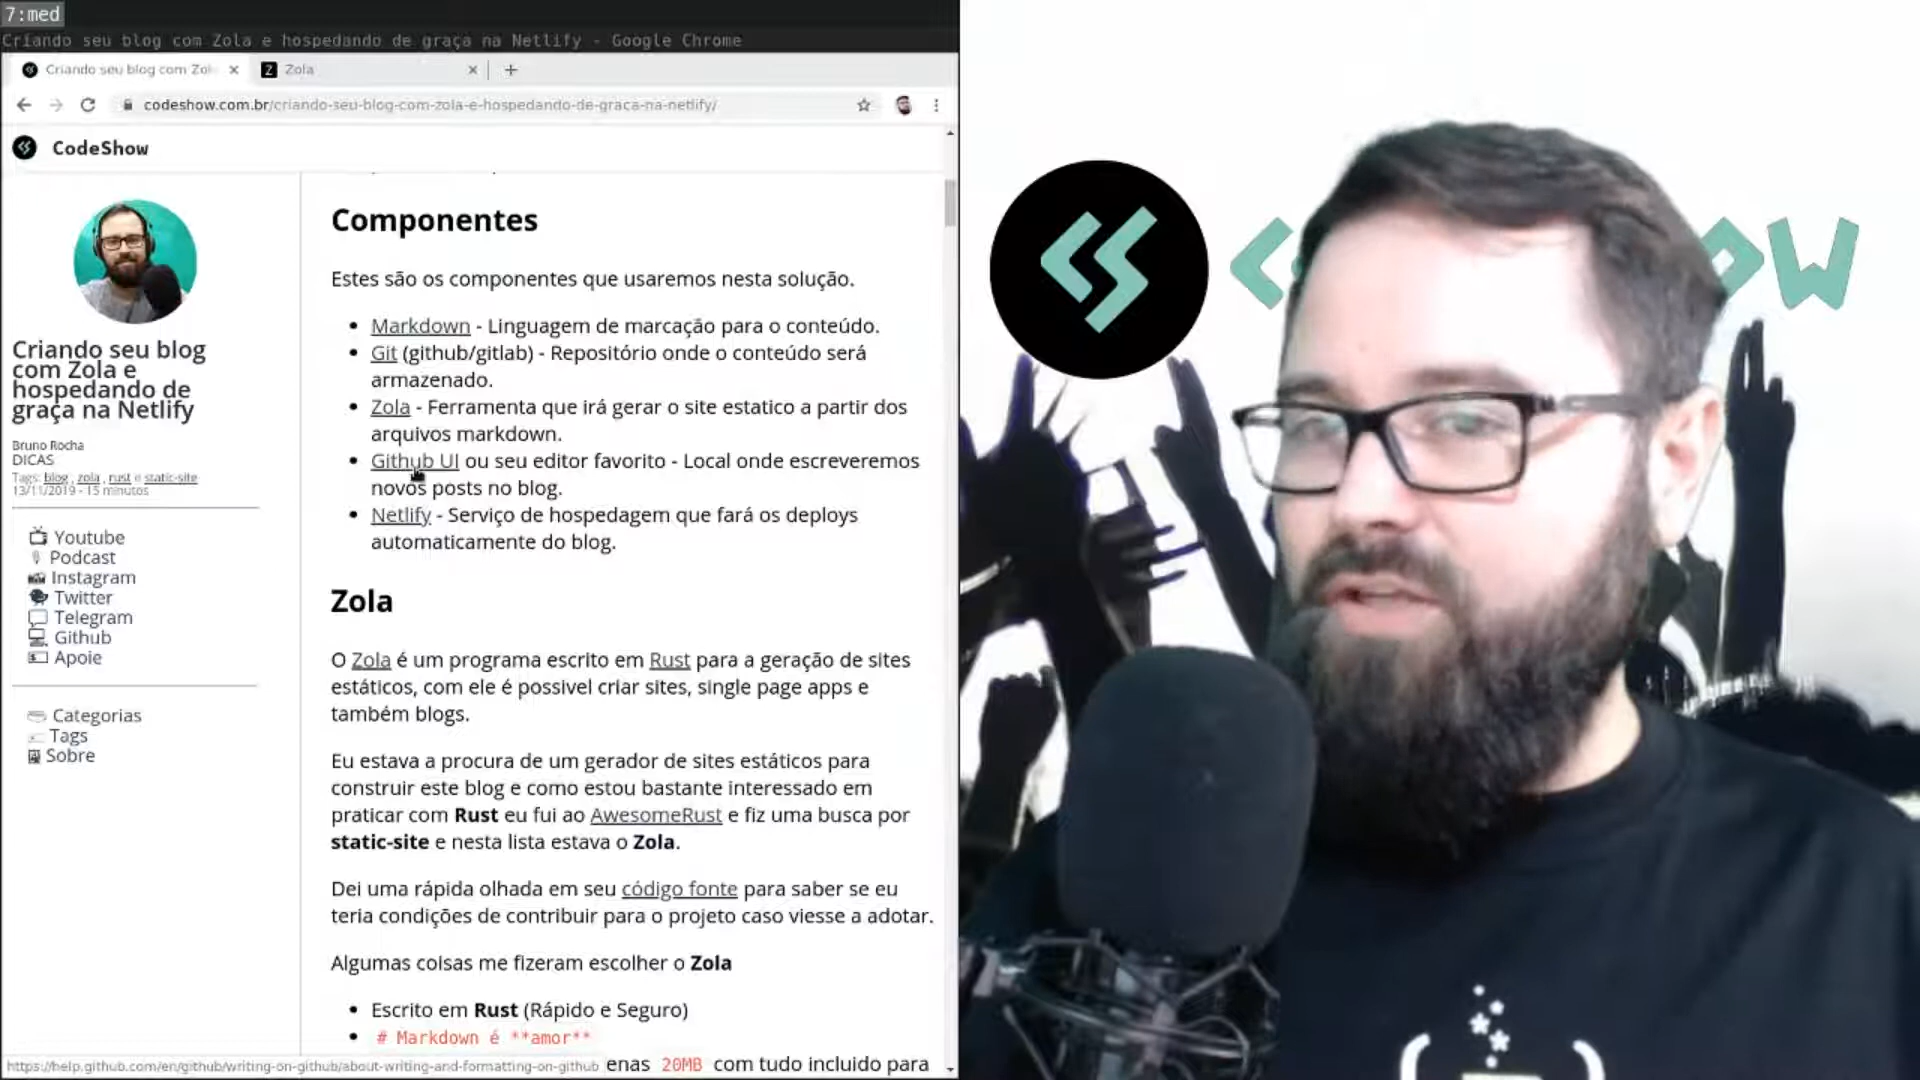 7:med
Criando seu blog com Zola e hospedando de graça na Netlify - Google Chrome
Criando seu blog com Zol
Zola
codeshow.com.br/criando-seu-blog-com-zola-e-hospedando-de-graca-na-netlify/
CodeShow
Criando seu blog
com Zola e
hospedando de
graça na Netlify
Bruno Rocha
DICAS
Tags: blog , zola , rust e static-site
13/11/2019 - 15 minutos
Youtube
Podcast
Instagram
Twitter
Telegram
Github
Apoie
Categorias
Tags
Sobre
Componentes
Estes são os componentes que usaremos nesta solução.
Markdown - Linguagem de marcação para o conteúdo.
Git (github/gitlab) - Repositório onde o conteúdo será
armazenado.
Zola - Ferramenta que irá gerar o site estatico a partir dos
arquivos markdown.
Github UI ou seu editor favorito - Local onde escreveremos
novos posts no blog.
Netlify - Serviço de hospedagem que fará os deploys
automaticamente do blog.
Zola
O Zola é um programa escrito em Rust para a geração de sites
estáticos, com ele é possivel criar sites, single page apps e
também blogs.
Eu estava a procura de um gerador de sites estáticos para
construir este blog e como estou bastante interessado em
praticar com Rust eu fui ao AwesomeRust e fiz uma busca por
static-site e nesta lista estava o Zola.
Dei uma rápida olhada em seu código fonte para saber se eu
teria condições de contribuir para o projeto caso viesse a adotar.
Algumas coisas me fizeram escolher o Zola
Escrito em Rust (Rápido e Seguro)
# Markdown é **amor**
enas 20MB com tudo incluido para
https://help.github.com/en/github/writing-on-github/about-writing-and-formatting-on-github